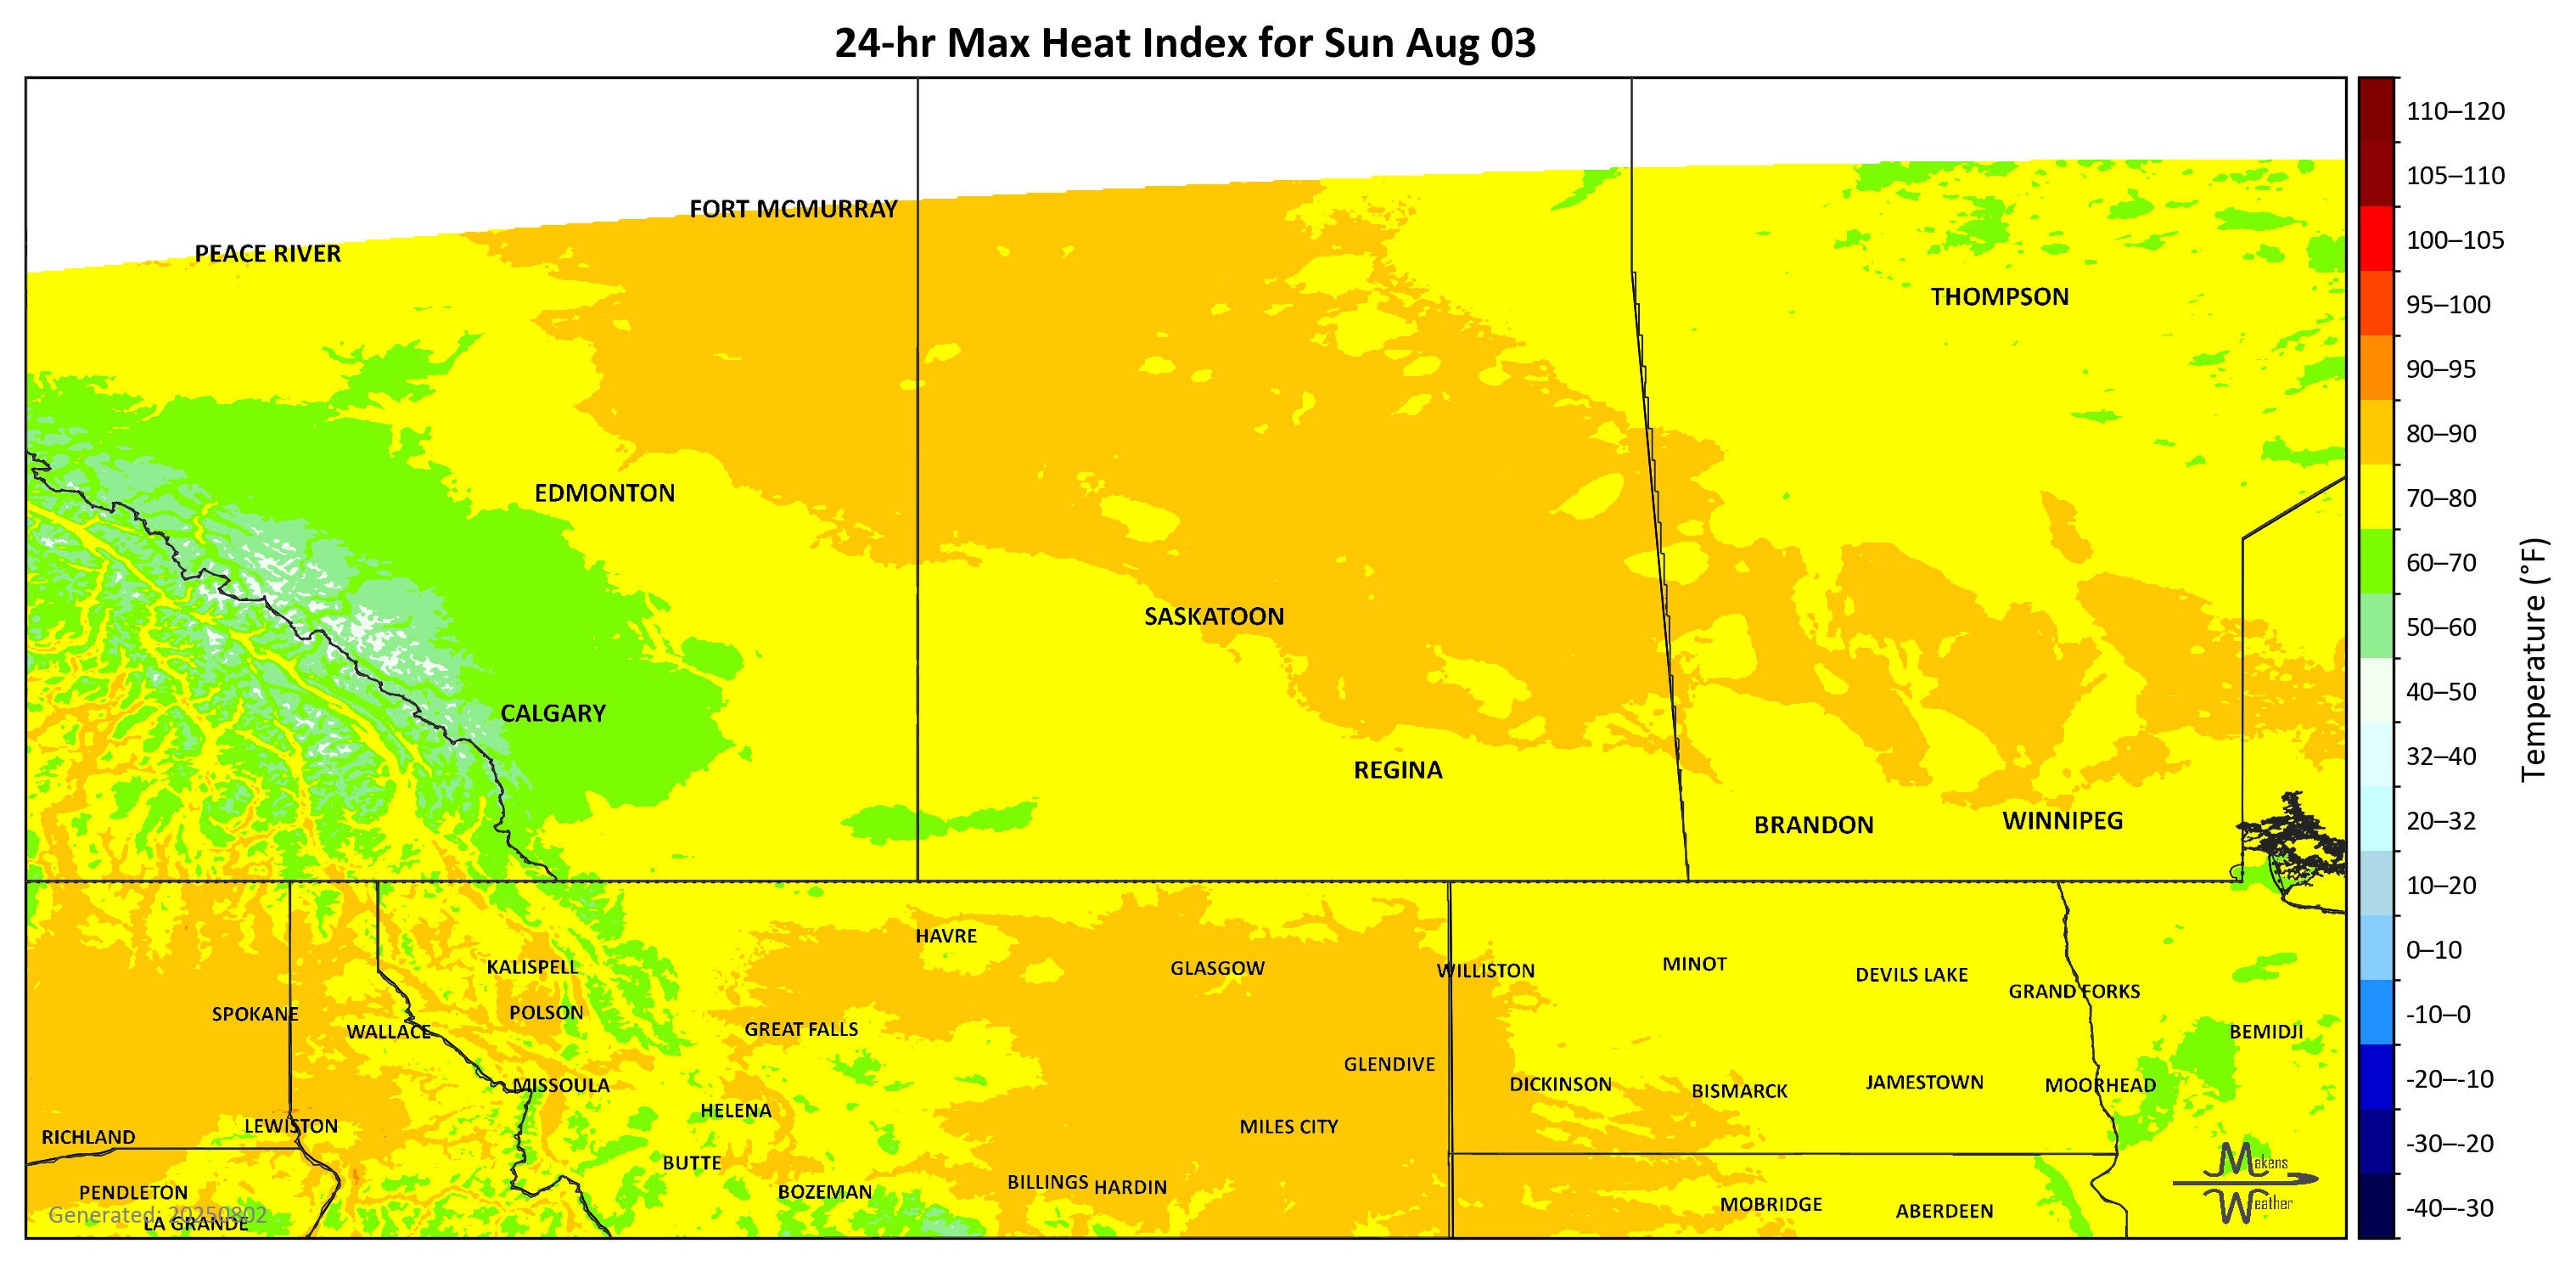 24-hr Max Heat Index for Sun Aug 03
FORT MCMURRAY
PEACE RIVER
THOMPSON
EDMONTON
SASKATOON
CALGARY
REGINA
BRANDON
WINNIPEG
HAVRE
KALISPELL
GLASGOW
WILLISTON
MINOT
DEVILS LAKE
GRAND FORKS
SPOKANE
POLSON
WALLACE
GREAT FALLS
BEMIDJI
GLENDIVE
MISSOULA
DICKINSON
BISMARCK
JAMESTOWN
MOORHEAD
HELENA
LEWISTON
MILES CITY
RICHLAND
BUTTE
BILLINGS
HARDIN
PENDLETON
BOZEMAN
MOBRIDGE
ABERDEEN
LA GRANDE
Generated: 20250802
Makens
Weather
110–120
105–110
100–105
95–100
90–95
80–90
70–80
60–70
50–60
40–50
32–40
20–32
10–20
0–10
-10–0
-20–-10
-30–-20
-40–-30
Temperature (°F)